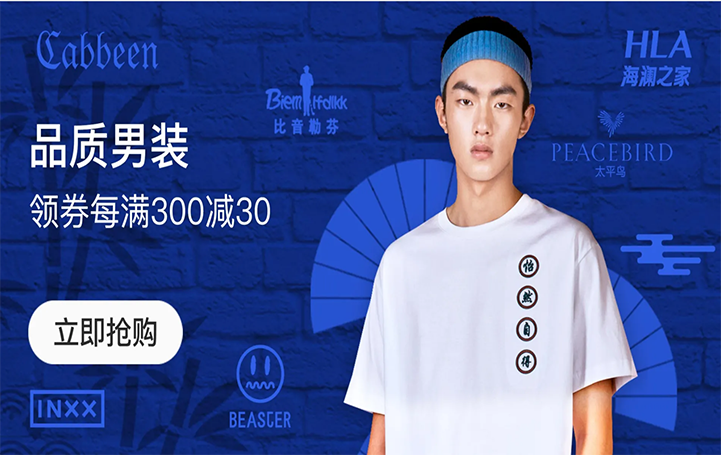 Cabbeen
HLA
海澜之家
Biemlfdlkk
比音勒芬
PEACEBIRD
太平鸟
品质男装
领券每满300减30
怡
然
自
得
立即抢购
INXX
BEASTER